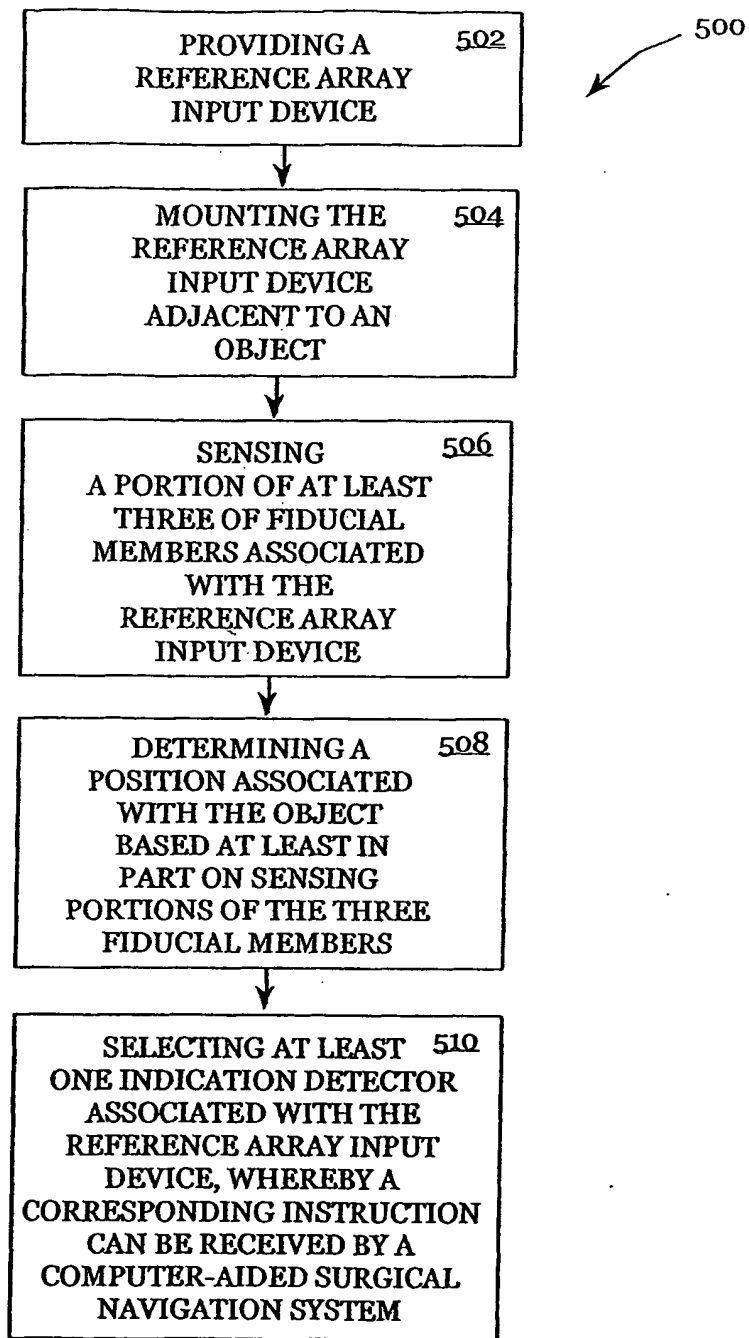 500
PROVIDING A 502
REFERENCE ARRAY
INPUT DEVICE
MOUNTING THE 504
REFERENCE ARRAY
INPUT DEVICE
ADJACENT TO AN
OBJECT
SENSING 506
A PORTION OF AT LEAST
THREE OF FIDUCIAL
MEMBERS ASSOCIATED
WITH THE
REFERENCE ARRAY
INPUT DEVICE
DETERMINING A 508
POSITION ASSOCIATED
WITH THE OBJECT
BASED AT LEAST IN
PART ON SENSING
PORTIONS OF THE THREE
FIDUCIAL MEMBERS
SELECTING AT LEAST 510
ONE INDICATION DETECTOR
ASSOCIATED WITH THE
REFERENCE ARRAY INPUT
DEVICE, WHEREBY A
CORRESPONDING INSTRUCTION
CAN BE RECEIVED BY A
COMPUTER-AIDED SURGICAL
NAVIGATION SYSTEM